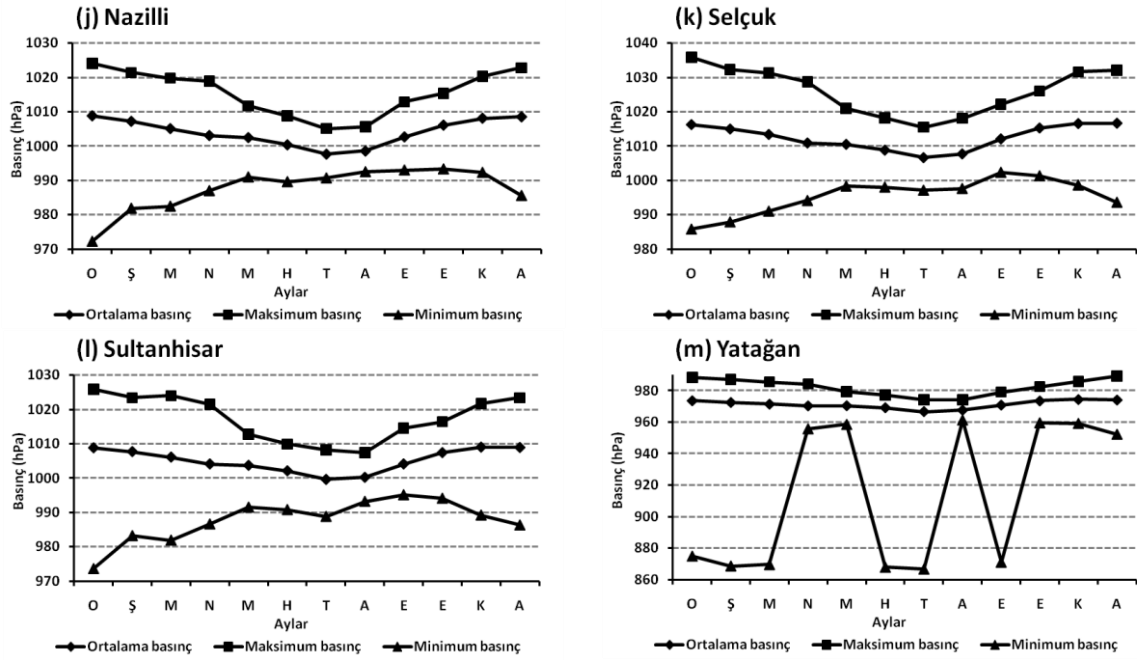 (j) Nazilli
Basınç (hPa)
1030
1020
1010
1000
990
980
970
O Ş M N M H T A E E K A
Aylar
Ortalama basınç Maksimum basınç Minimum basınç
(k) Selçuk
Basınç (hPa)
1040
1030
1020
1010
1000
990
980
O Ş M N M H T A E E K A
Aylar
Ortalama basınç Maksimum basınç Minimum basınç
(l) Sultanhisar
Basınç (hPa)
1030
1020
1010
1000
990
980
970
O Ş M N M H T A E E K A
Aylar
Ortalama basınç Maksimum basınç Minimum basınç
(m) Yatağan
Basınç (hPa)
980
960
940
920
900
880
860
O Ş M N M H T A E E K A
Aylar
Ortalama basınç Maksimum basınç Minimum basınç